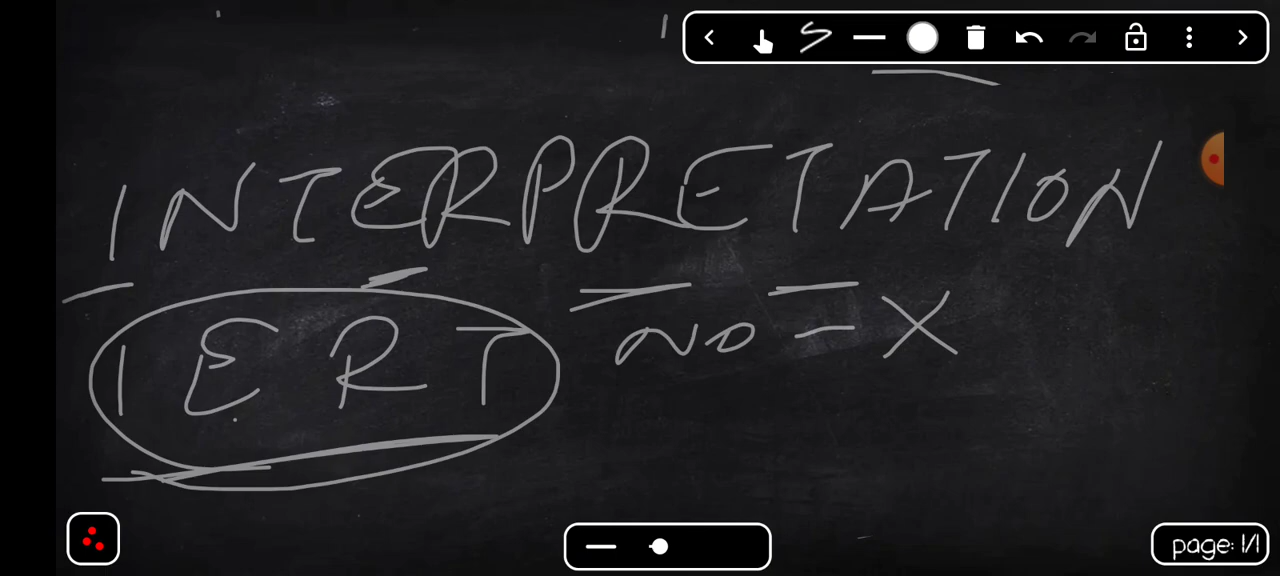 INTERPRETATION
IERT NO = X
page: 1/1